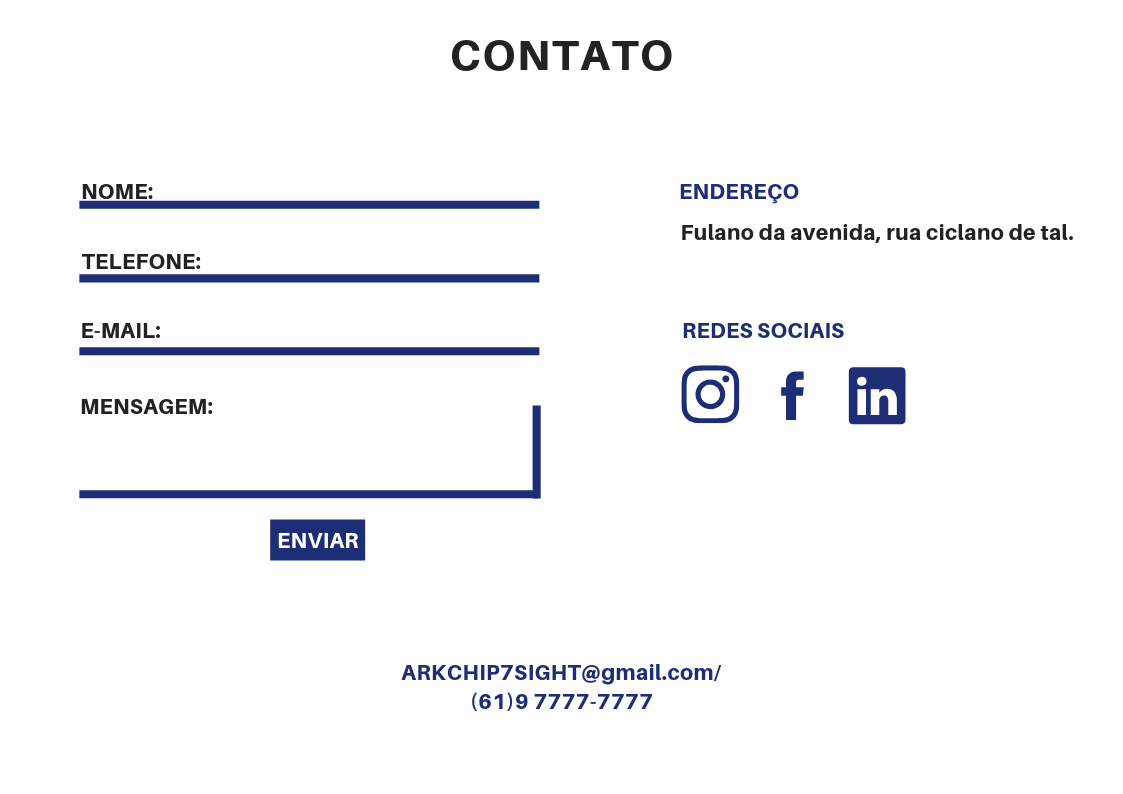 CONTATO
NOME:
TELEFONE:
E-MAIL:
MENSAGEM:
ENVIAR
ENDEREÇO
Fulano da avenida, rua ciclano de tal.
REDES SOCIAIS
f
in
ARKCHIP7SIGHT@gmail.com/
(61)9 7777-7777